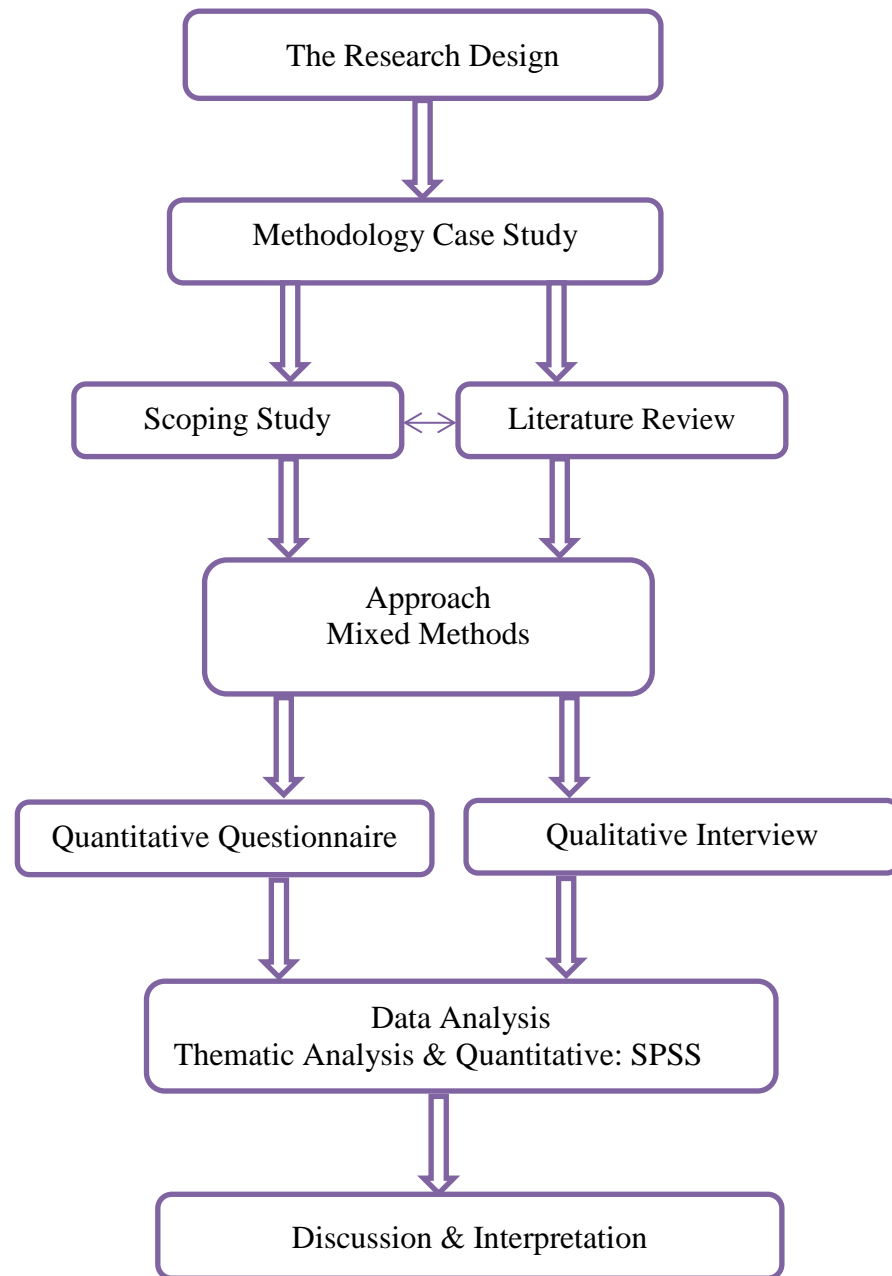 The Research Design
Methodology Case Study
Scoping Study
Literature Review
Approach
Mixed Methods
Quantitative Questionnaire
Qualitative Interview
Data Analysis
Thematic Analysis & Quantitative: SPSS
Discussion & Interpretation